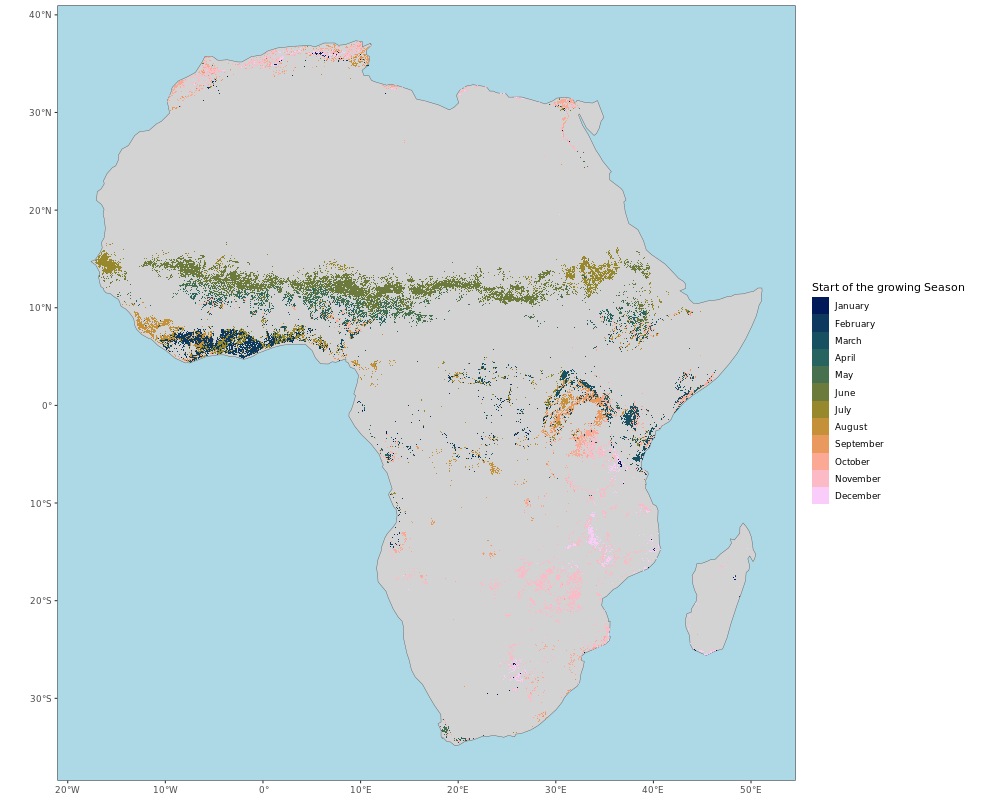 40°N
30°N
20°N
10°N
0°
10°S
20°S
30°S
20°W
10°W
0°
10°E
20°E
30°E
40°E
50°E
Start of the growing Season
January
February
March
April
May
June
July
August
September
October
November
December